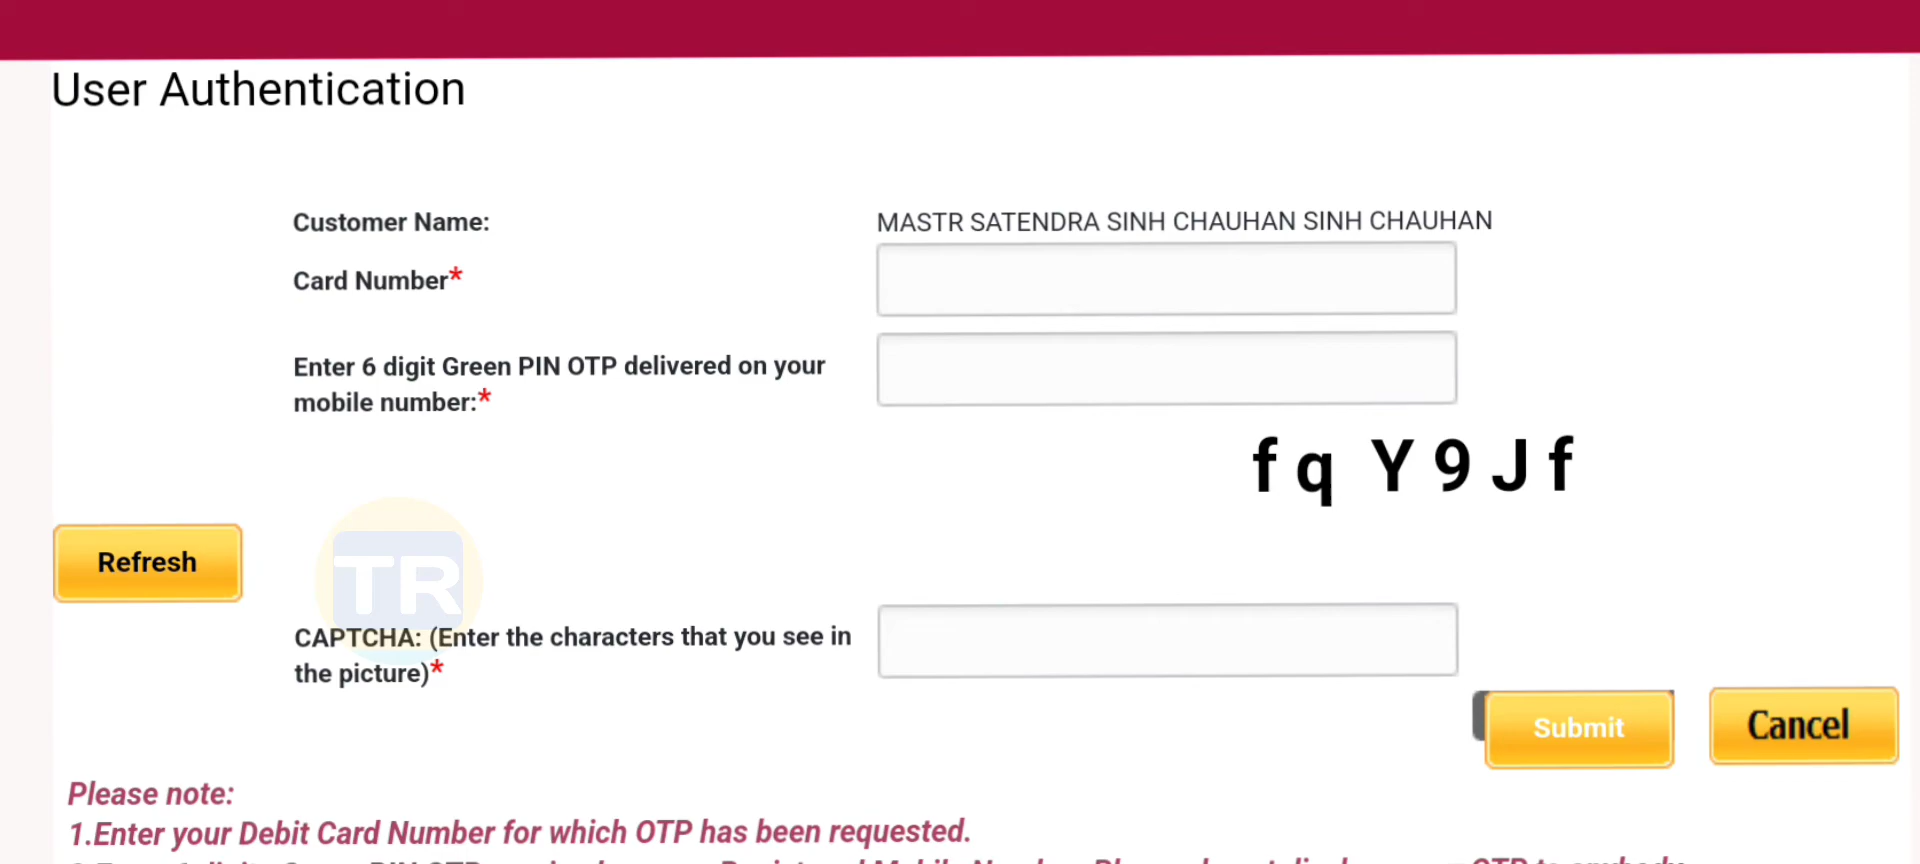 User Authentication
Customer Name: MASTR SATENDRA SINH CHAUHAN SINH CHAUHAN
Card Number*
Enter 6 digit Green PIN OTP delivered on your
mobile number:*
f q Y 9 J f
Refresh
TR
CAPTCHA: (Enter the characters that you see in
the picture)*
Submit Cancel
Please note:
1.Enter your Debit Card Number for which OTP has been requested.